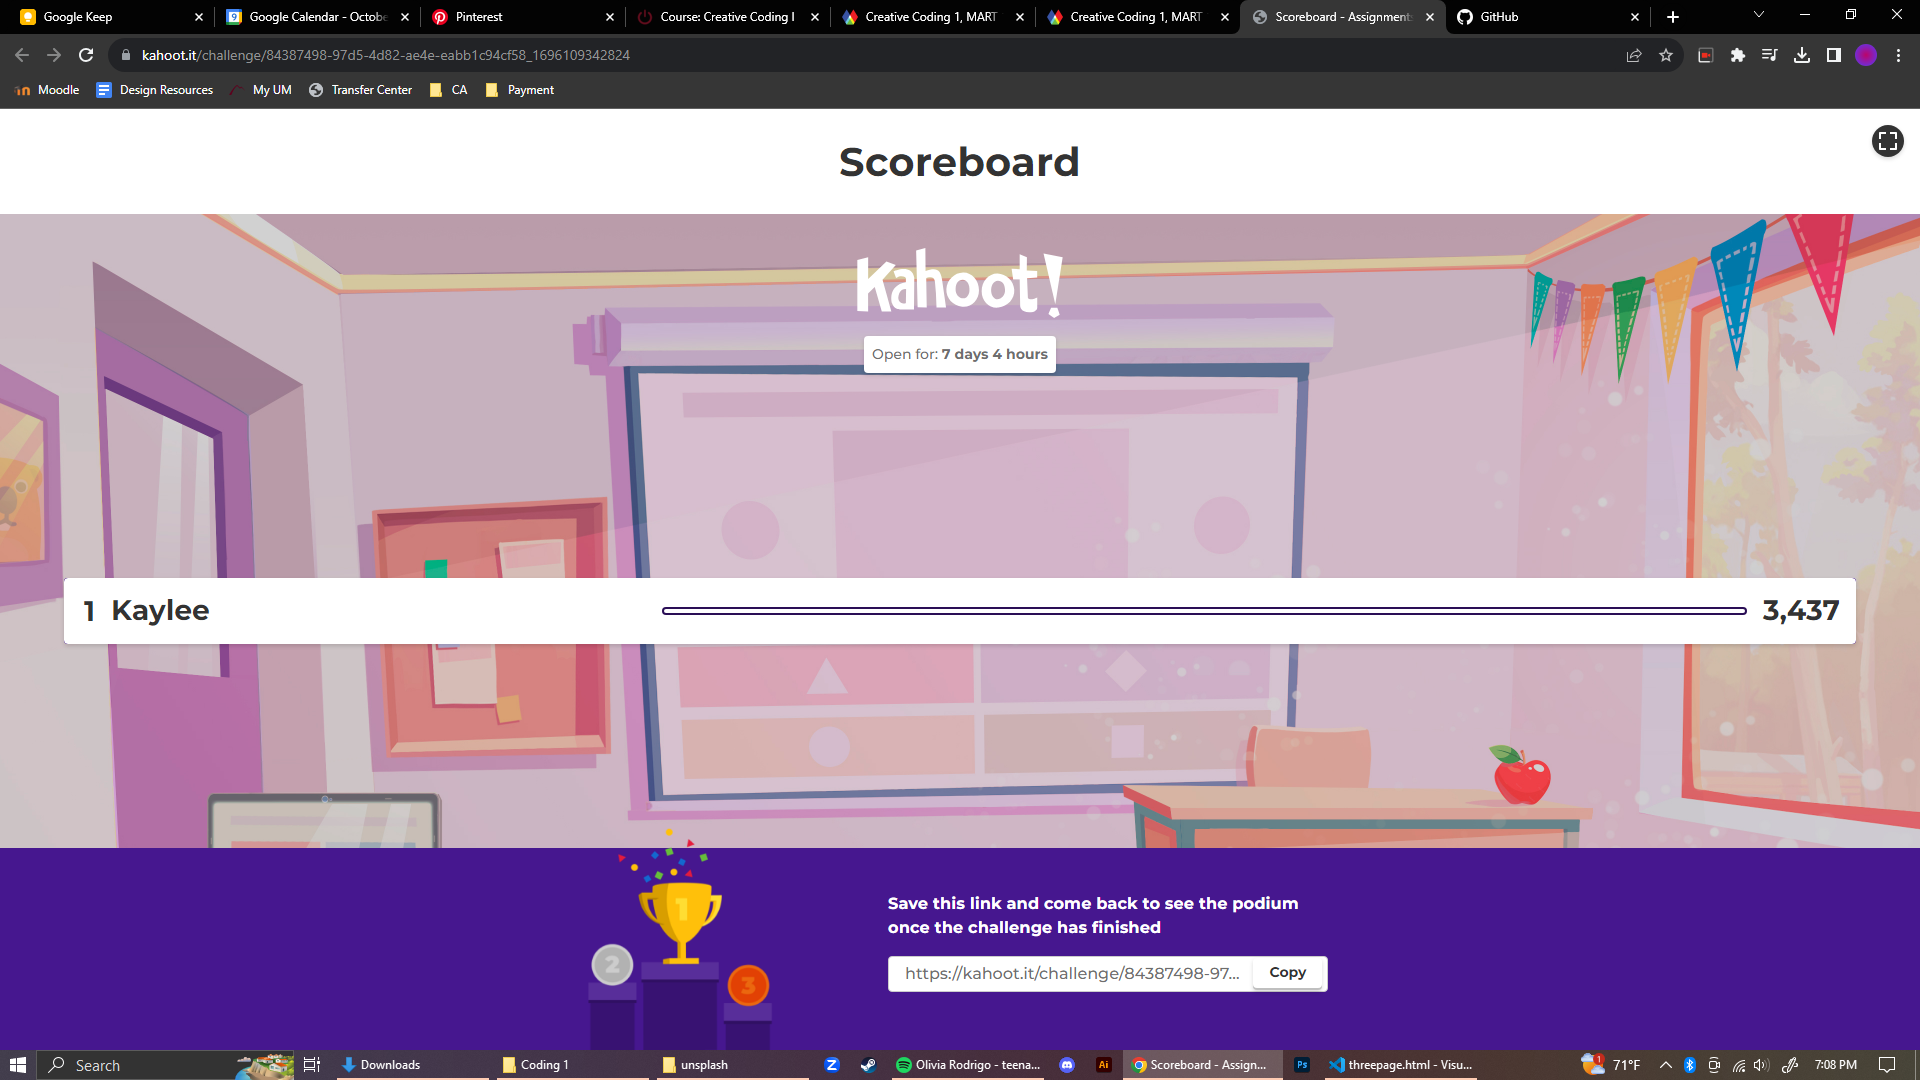 Google Keep
Google Calendar - Octobe
Pinterest
Course: Creative Coding I
Creative Coding 1, MART
Creative Coding 1, MART
Scoreboard - Assignment
GitHub
kahoot.it/challenge/84387498-97d5-4d82-ae4e-eabb1c94cf58_1696109342824
Moodle
Design Resources
My UM
Transfer Center
CA
Payment
Scoreboard
Kahoot!
Open for: 7 days 4 hours
1 Kaylee 3,437
1
2
3
Save this link and come back to see the podium
once the challenge has finished
https://kahoot.it/challenge/84387498-97...
Copy
Search
Downloads
Coding 1
unsplash
Z
Olivia Rodrigo - teena...
Ai
Scoreboard - Assign...
Ps
threepage.html - Visu...
1
71°F
7:08 PM